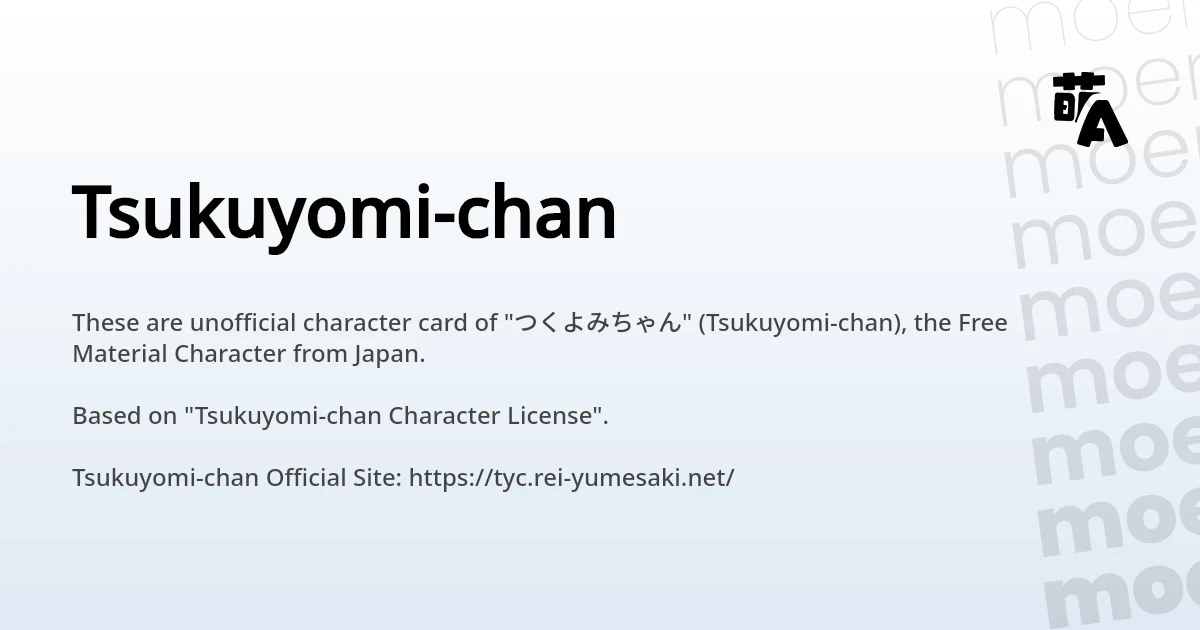 moer
moer
moe
moe
moe
moe
moe
moe
moe
萌A
Tsukuyomi-chan
These are unofficial character card of "つくよみちゃん" (Tsukuyomi-chan), the Free
Material Character from Japan.
Based on "Tsukuyomi-chan Character License".
Tsukuyomi-chan Official Site: https://tyc.rei-yumesaki.net/